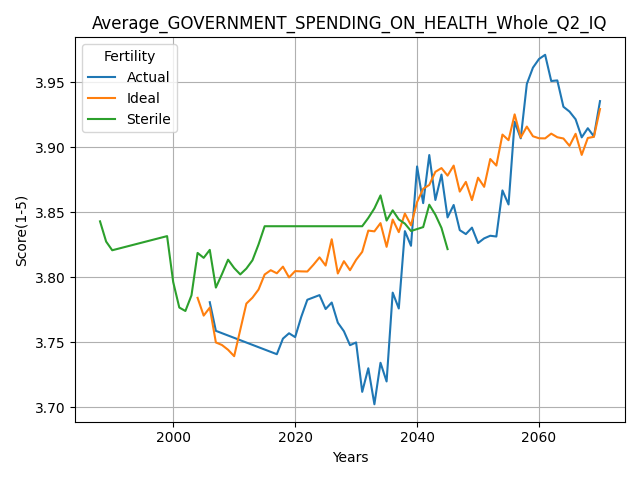 Average_GOVERNMENT_SPENDING_ON_HEALTH_Whole_Q2_IQ
Fertility
Actual
Ideal
Sterile
Score(1-5)
3.95
3.90
3.85
3.80
3.75
3.70
2000 2020 2040 2060
Years